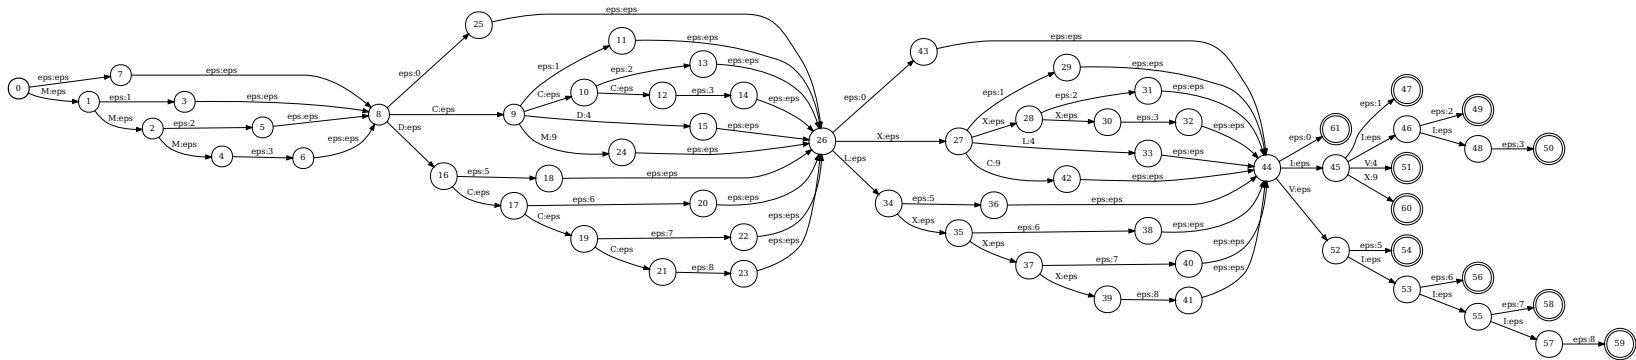 0
eps:eps
7
eps:eps
M:eps
1
eps:1
3
eps:eps
M:eps
2
eps:2
5
eps:eps
M:eps
4
eps:3
6
eps:eps
8
eps:0
25
eps:eps
C:eps
9
eps:1
11
eps:eps
C:eps
10
eps:2
13
eps:eps
C:eps
12
eps:3
14
eps:eps
D:4
15
eps:eps
M:9
24
eps:eps
D:eps
16
eps:5
18
eps:eps
C:eps
17
eps:6
20
eps:eps
C:eps
19
eps:7
22
eps:eps
C:eps
21
eps:8
23
eps:eps
26
eps:0
43
eps:eps
X:eps
27
eps:1
29
eps:eps
X:eps
28
eps:2
31
eps:eps
X:eps
30
eps:3
32
eps:eps
L:4
33
eps:eps
C:9
42
eps:eps
L:eps
34
eps:5
36
eps:eps
X:eps
35
eps:6
38
eps:eps
X:eps
37
eps:7
40
eps:eps
X:eps
39
eps:8
41
eps:eps
44
eps:0
61
I:eps
45
eps:1
47
I:eps
46
eps:2
49
I:eps
48
eps:3
50
V:4
51
X:9
60
V:eps
52
eps:5
54
I:eps
53
eps:6
56
I:eps
55
eps:7
58
I:eps
57
eps:8
59